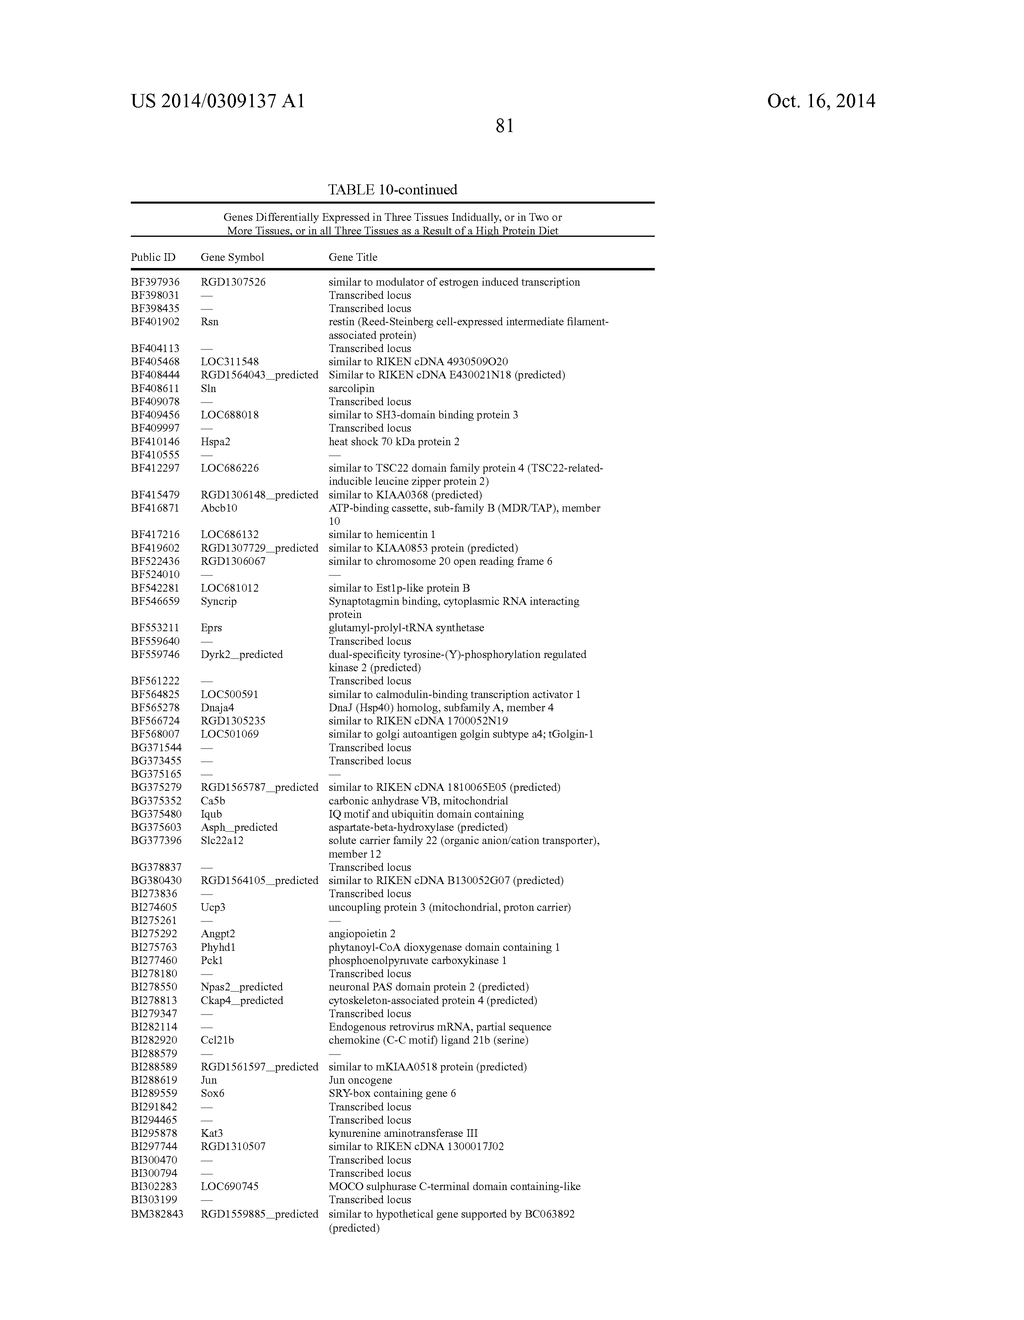 US 2014/0309137 A1 Oct. 16, 2014
81
TABLE 10-continued
Genes Differentially Expressed in Three Tissues Indidually, or in Two or
More Tissues, or in all Three Tissues as a Result of a High Protein Diet
Public ID Gene Symbol Gene Title
BF397936 RGD1307526 similar to modulator of estrogen induced transcription
BF398031 — Transcribed locus
BF398435 — Transcribed locus
BF401902 Rsn restin (Reed-Steinberg cell-expressed intermediate filament-
associated protein)
BF404113 — Transcribed locus
BF405468 LOC311548 similar to RIKEN cDNA 4930509O20
BF408444 RGD1564043_predicted Similar to RIKEN cDNA E430021N18 (predicted)
BF408611 Sln sarcolipin
BF409078 — Transcribed locus
BF409456 LOC688018 similar to SH3-domain binding protein 3
BF409997 — Transcribed locus
BF410146 Hspa2 heat shock 70 kDa protein 2
BF410555 — —
BF412297 LOC686226 similar to TSC22 domain family protein 4 (TSC22-related-
inducible leucine zipper protein 2)
BF415479 RGD1306148_predicted similar to KIAA0368 (predicted)
BF416871 Abcb10 ATP-binding cassette, sub-family B (MDR/TAP), member
10
BF417216 LOC686132 similar to hemicentin 1
BF419602 RGD1307729_predicted similar to KIAA0853 protein (predicted)
BF522436 RGD1306067 similar to chromosome 20 open reading frame 6
BF524010 — —
BF542281 LOC681012 similar to Est1p-like protein B
BF546659 Syncrip Synaptotagmin binding, cytoplasmic RNA interacting
protein
BF553211 Eprs glutamyl-prolyl-tRNA synthetase
BF559640 — Transcribed locus
BF559746 Dyrk2_predicted dual-specificity tyrosine-(Y)-phosphorylation regulated
kinase 2 (predicted)
BF561222 — Transcribed locus
BF564825 LOC500591 similar to calmodulin-binding transcription activator 1
BF565278 Dnaja4 DnaJ (Hsp40) homolog, subfamily A, member 4
BF566724 RGD1305235 similar to RIKEN cDNA 1700052N19
BF568007 LOC501069 similar to golgi autoantigen golgin subtype a4; tGolgin-1
BG371544 — Transcribed locus
BG373455 — Transcribed locus
BG375165 — —
BG375279 RGD1565787_predicted similar to RIKEN cDNA 1810065E05 (predicted)
BG375352 Ca5b carbonic anhydrase VB, mitochondrial
BG375480 Iqub IQ motif and ubiquitin domain containing
BG375603 Asph_predicted aspartate-beta-hydroxylase (predicted)
BG377396 Slc22a12 solute carrier family 22 (organic anion/cation transporter),
member 12
BG378837 — Transcribed locus
BG380430 RGD1564105_predicted similar to RIKEN cDNA B130052G07 (predicted)
BI273836 — Transcribed locus
BI274605 Ucp3 uncoupling protein 3 (mitochondrial, proton carrier)
BI275261 — —
BI275292 Angpt2 angiopoietin 2
BI275763 Phyhd1 phytanoyl-CoA dioxygenase domain containing 1
BI277460 Pck1 phosphoenolpyruvate carboxykinase 1
BI278180 — Transcribed locus
BI278550 Npas2_predicted neuronal PAS domain protein 2 (predicted)
BI278813 Ckap4_predicted cytoskeleton-associated protein 4 (predicted)
BI279347 — Transcribed locus
BI282114 — Endogenous retrovirus mRNA, partial sequence
BI282920 Ccl21b chemokine (C-C motif) ligand 21b (serine)
BI288579 — —
BI288589 RGD1561597_predicted similar to mKIAA0518 protein (predicted)
BI288619 Jun Jun oncogene
BI289559 Sox6 SRY-box containing gene 6
BI291842 — Transcribed locus
BI294465 — Transcribed locus
BI295878 Kat3 kynurenine aminotransferase III
BI297744 RGD1310507 similar to RIKEN cDNA 1300017J02
BI300470 — Transcribed locus
BI300794 — Transcribed locus
BI302283 LOC690745 MOCO sulphurase C-terminal domain containing-like
BI303199 — Transcribed locus
BM382843 RGD1559885_predicted similar to hypothetical gene supported by BC063892
(predicted)